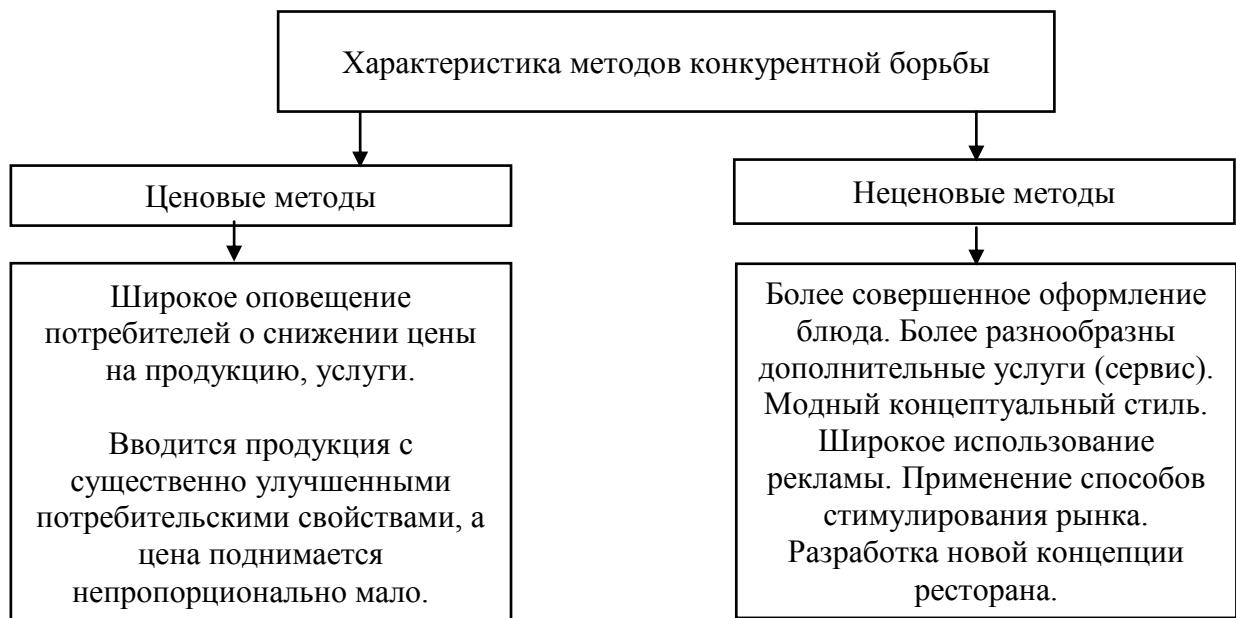 Характеристика методов конкурентной борьбы
Ценовые методы
Неценовые методы
Широкое оповещение
потребителей о снижении цены
на продукцию, услуги.
Вводится продукция с
существенно улучшенными
потребительскими свойствами, а
цена поднимается
непропорционально мало.
Более совершенное оформление
блюда. Более разнообразны
дополнительные услуги (сервис).
Модный концептуальный стиль.
Широкое использование
рекламы. Применение способов
стимулирования рынка.
Разработка новой концепции
ресторана.